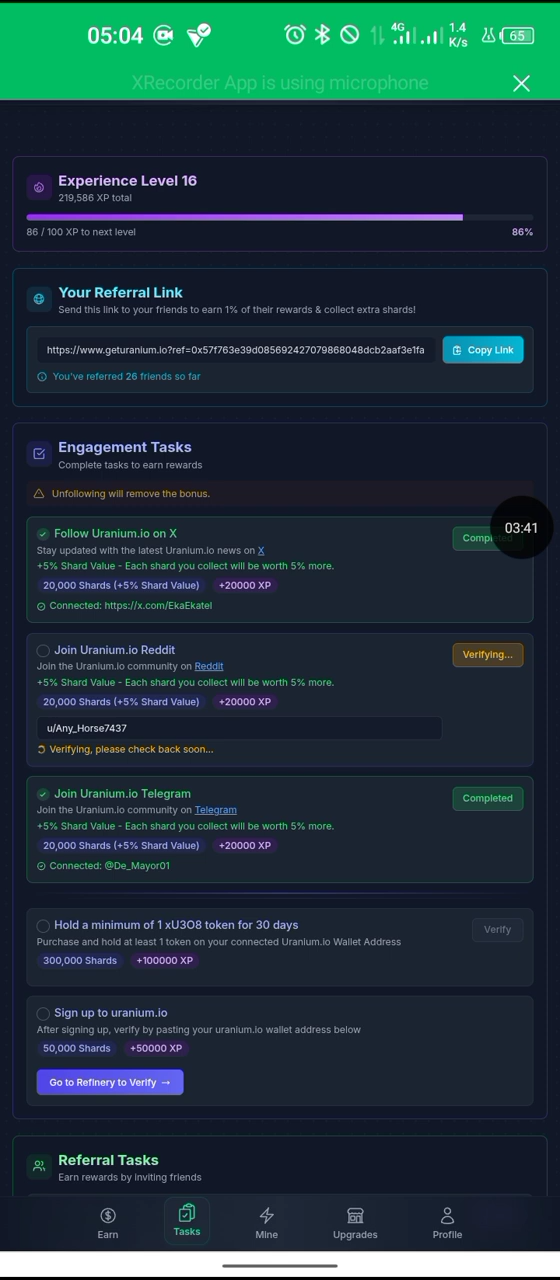 05:04
4G
1.4
K/s
65
XRecorder App is using microphone
Experience Level 16
219,586 XP total
86 / 100 XP to next level
86%
Your Referral Link
Send this link to your friends to earn 1% of their rewards & collect extra shards!
https://www.geturanium.io?ref=0x57f763e39d085692427079868048dcb2aaf3e1fa
Copy Link
You've referred 26 friends so far
Engagement Tasks
Complete tasks to earn rewards
Unfollowing will remove the bonus.
03:41
Follow Uranium.io on X
Stay updated with the latest Uranium.io news on X
+5% Shard Value - Each shard you collect will be worth 5% more.
20,000 Shards (+5% Shard Value)
+20000 XP
Connected: https://x.com/EkaEkatel
Join Uranium.io Reddit
Verifying...
Join the Uranium.io community on Reddit
+5% Shard Value - Each shard you collect will be worth 5% more.
20,000 Shards (+5% Shard Value)
+20000 XP
u/Any_Horse7437
Verifying, please check back soon...
Join Uranium.io Telegram
Completed
Join the Uranium.io community on Telegram
+5% Shard Value - Each shard you collect will be worth 5% more.
20,000 Shards (+5% Shard Value)
+20000 XP
Connected: @De_Mayor01
Hold a minimum of 1 xU3O8 token for 30 days
Verify
Purchase and hold at least 1 token on your connected Uranium.io Wallet Address
300,000 Shards
+100000 XP
Sign up to uranium.io
After signing up, verify by pasting your uranium.io wallet address below
50,000 Shards
+50000 XP
Go to Refinery to Verify →
Referral Tasks
Earn rewards by inviting friends
Earn
Tasks
Mine
Upgrades
Profile